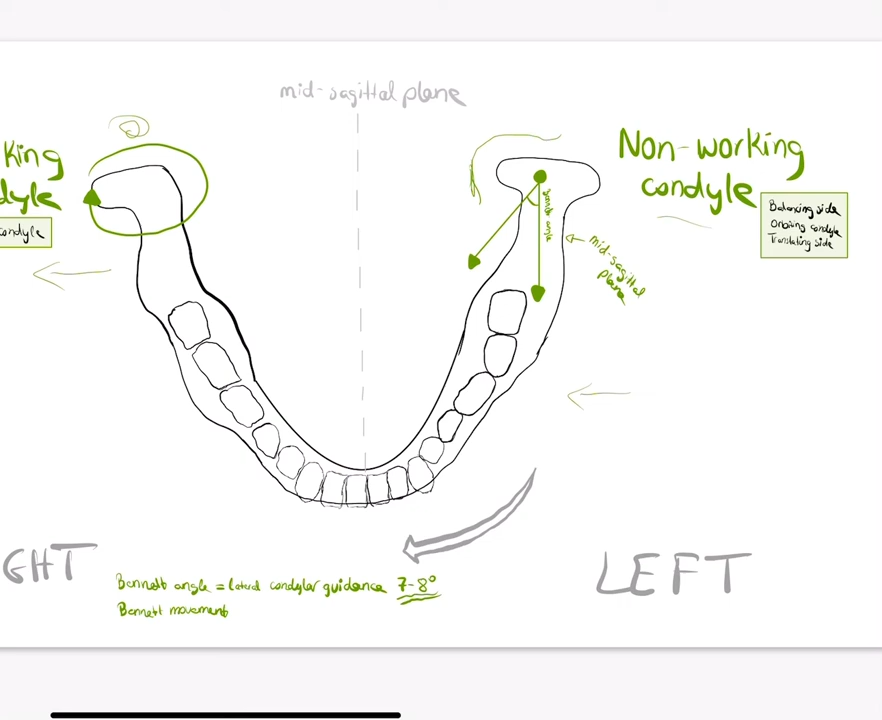 mid-sagittal plane
king
dyle
condyle
Non-working
condyle
Balancing side
Orbiting condyle
Translating side
mid-sagittal
plane
GHT
LEFT
Bennett angle = lateral condylar guidance 7-8°
Bennett movement